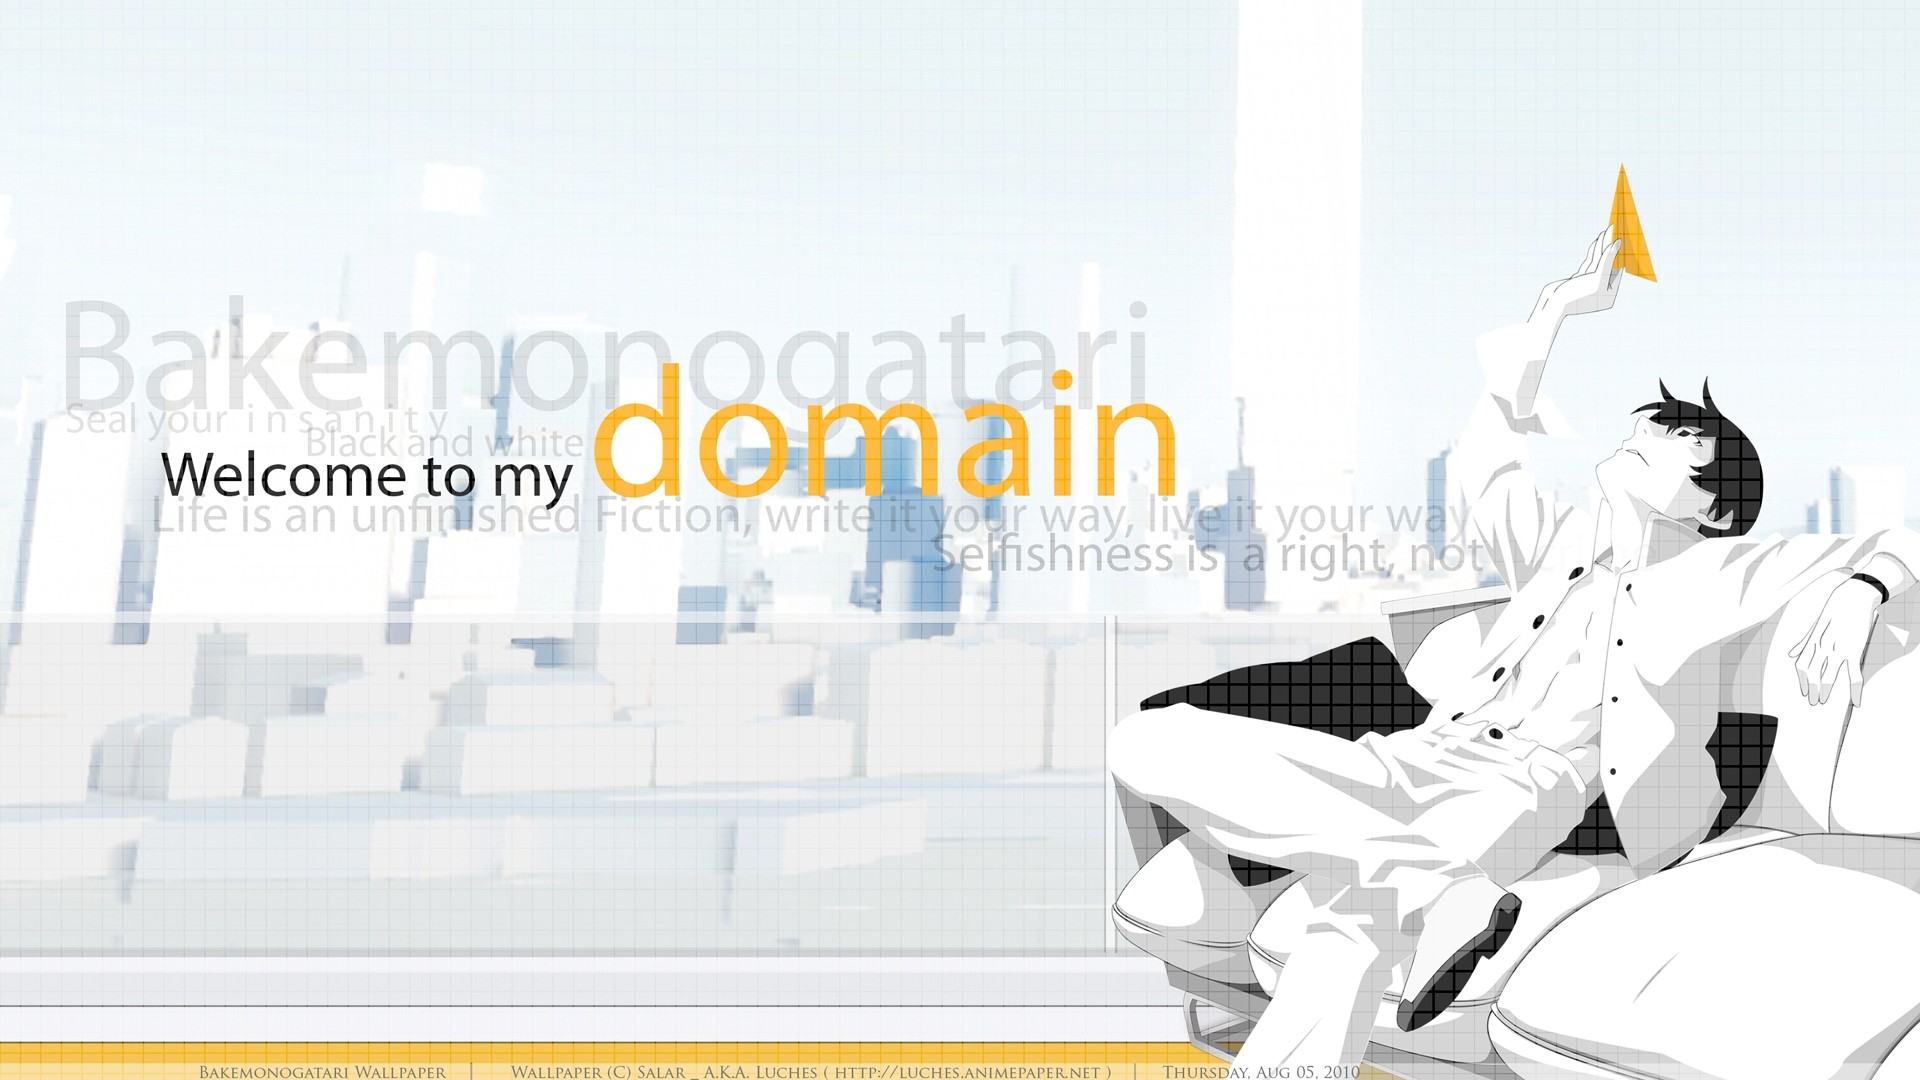 Bakemonogatari
Seal your insanity
Black and white
Welcome to my domain
Life is an unfinished Fiction, write it your way, live it your way
Selfishness is a right, not
BAKEMONOGATARI WALLPAPER | WALLPAPER (C) SALAR _ A.K.A. LUCHES ( HTTP://LUCHES.ANIMEPAPER.NET ) | THURSDAY, AUG 05, 2010